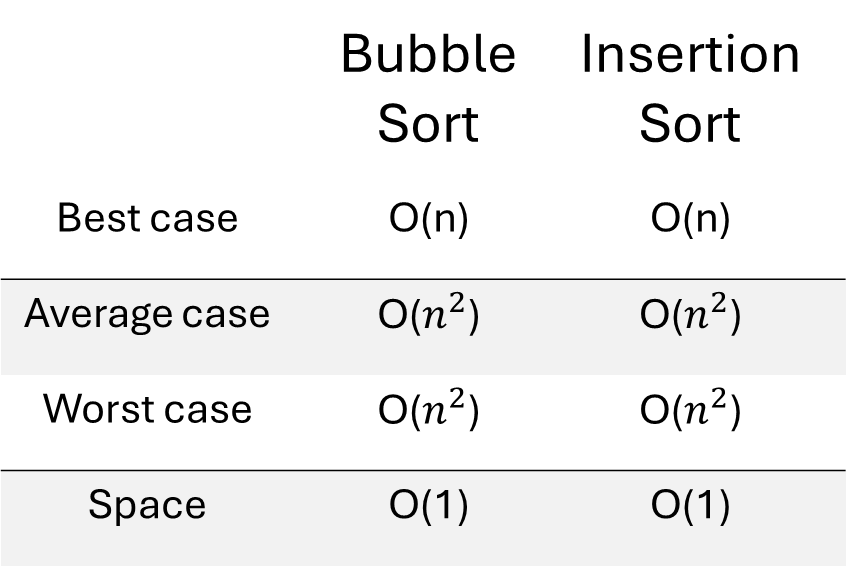 Bubble Sort Insertion Sort
Best case O(n) O(n)
Average case O(n²) O(n²)
Worst case O(n²) O(n²)
Space O(1) O(1)